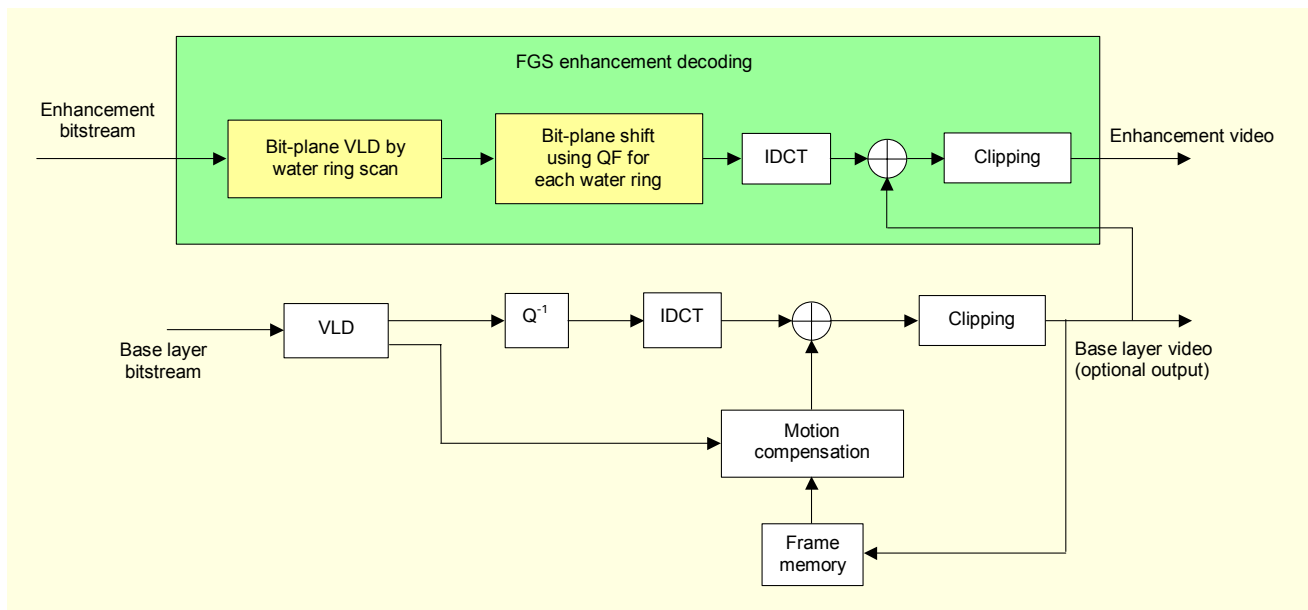 FGS enhancement decoding
Enhancement
bitstream
Bit-plane VLD by
water ring scan
Bit-plane shift
using QF for
each water ring
IDCT
Clipping
Enhancement video
VLD
Q⁻¹
IDCT
Clipping
Base layer
bitstream
Base layer video
(optional output)
Motion
compensation
Frame
memory